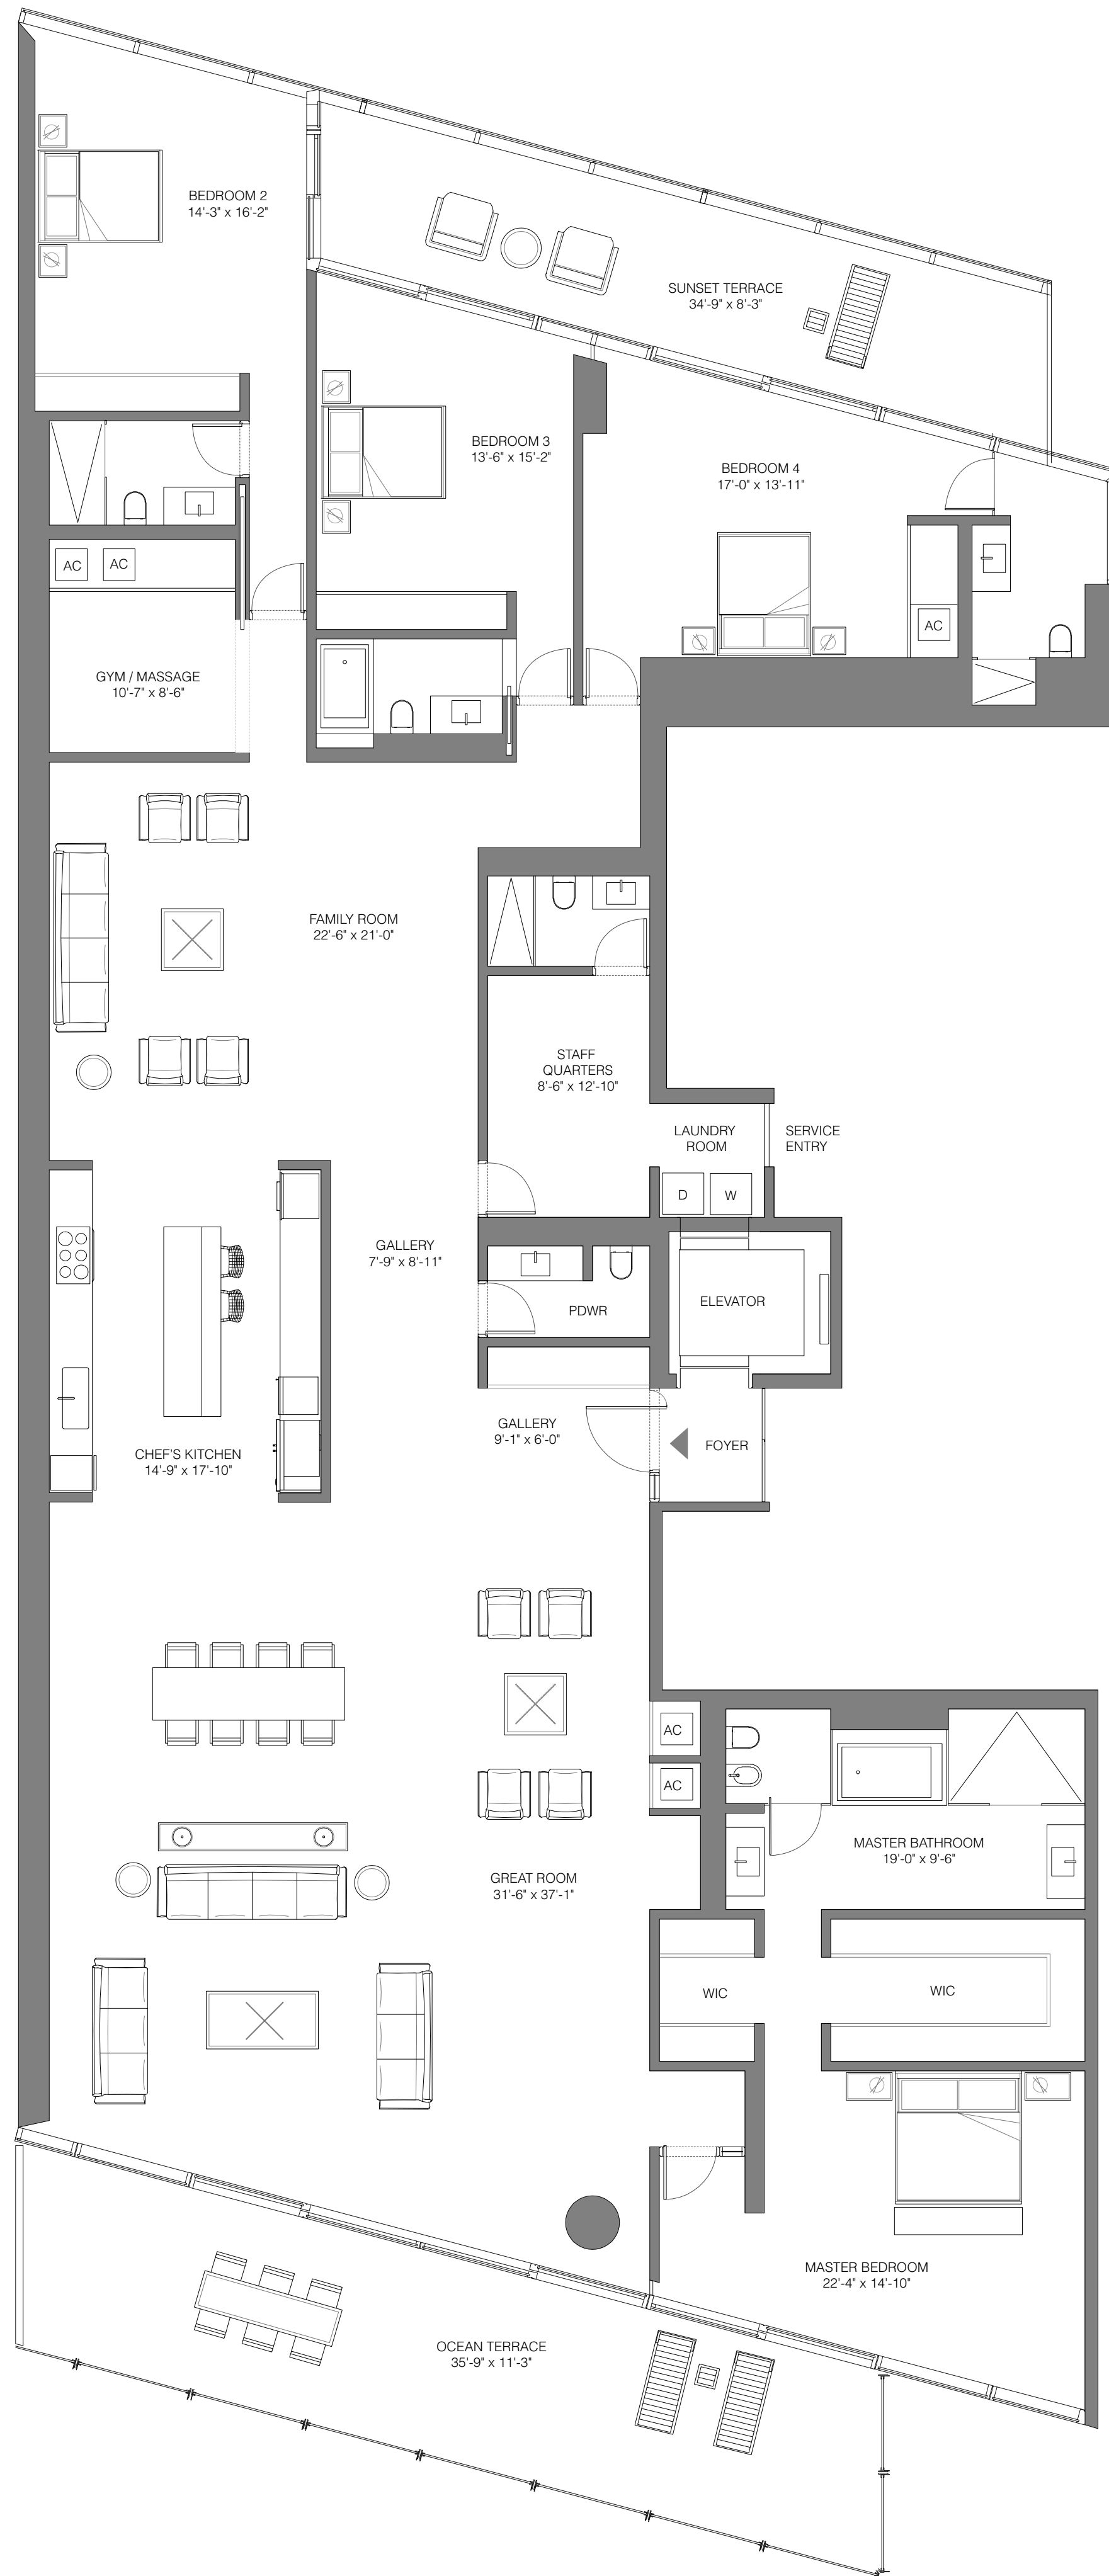 BEDROOM 2
14'-3" x 16'-2"
SUNSET TERRACE
34'-9" x 8'-3"
BEDROOM 3
13'-6" x 15'-2"
BEDROOM 4
17'-0" x 13'-11"
AC
AC
AC
GYM / MASSAGE
10'-7" x 8'-6"
FAMILY ROOM
22'-6" x 21'-0"
STAFF
QUARTERS
8'-6" x 12'-10"
LAUNDRY
ROOM
SERVICE
ENTRY
D
W
GALLERY
7'-9" x 8'-11"
PDWR
ELEVATOR
GALLERY
9'-1" x 6'-0"
FOYER
CHEF'S KITCHEN
14'-9" x 17'-10"
AC
AC
MASTER BATHROOM
19'-0" x 9'-6"
GREAT ROOM
31'-6" x 37'-1"
WIC
WIC
MASTER BEDROOM
22'-4" x 14'-10"
OCEAN TERRACE
35'-9" x 11'-3"